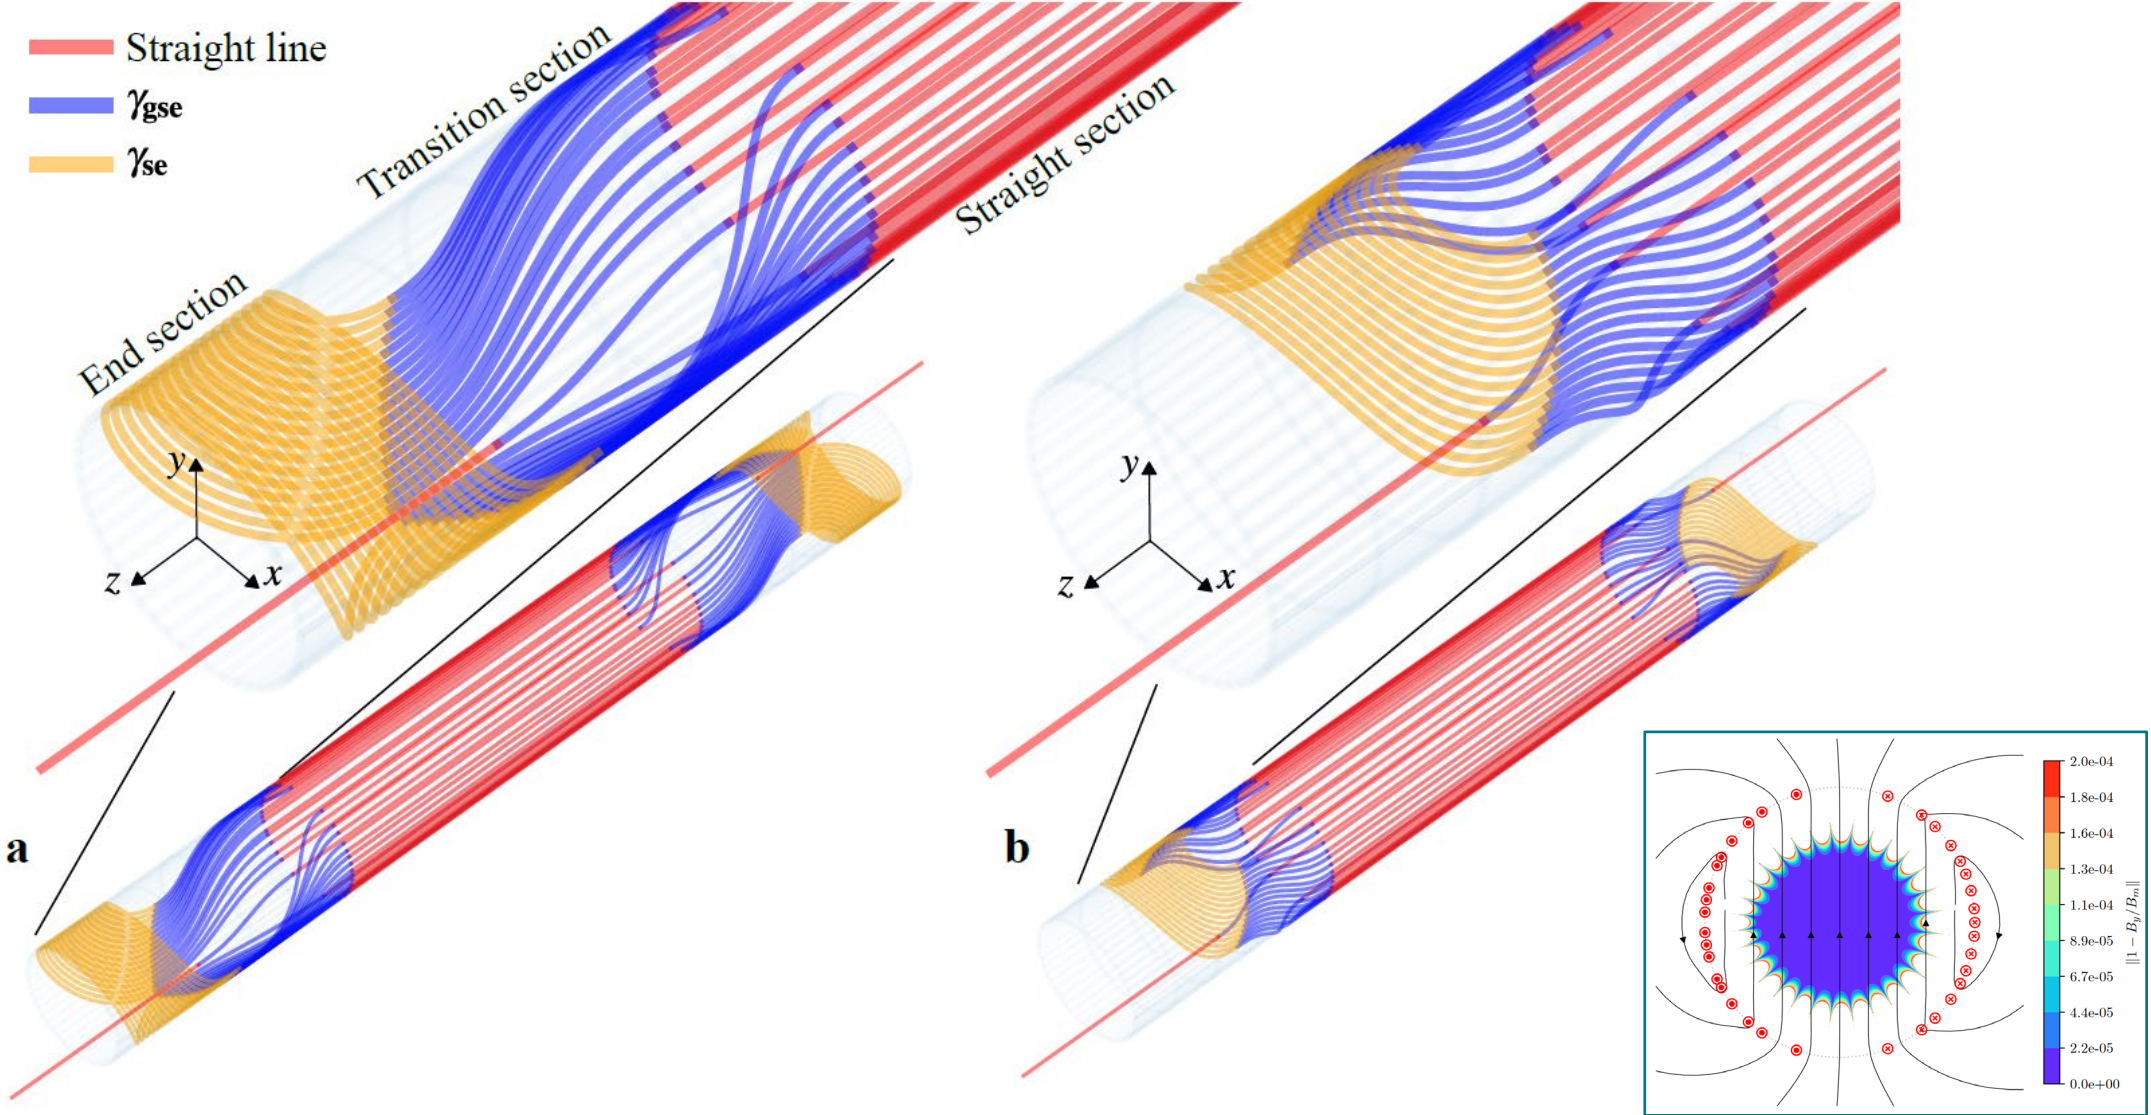 Straight line
γgse
γse
Transition section
Straight section
End section
y
z
x
y
z
x
a
b
2.0e-04
1.8e-04
1.6e-04
1.3e-04
1.1e-04
8.9e-05
6.7e-05
4.4e-05
2.2e-05
0.0e+00
‖1 − By/Bm‖